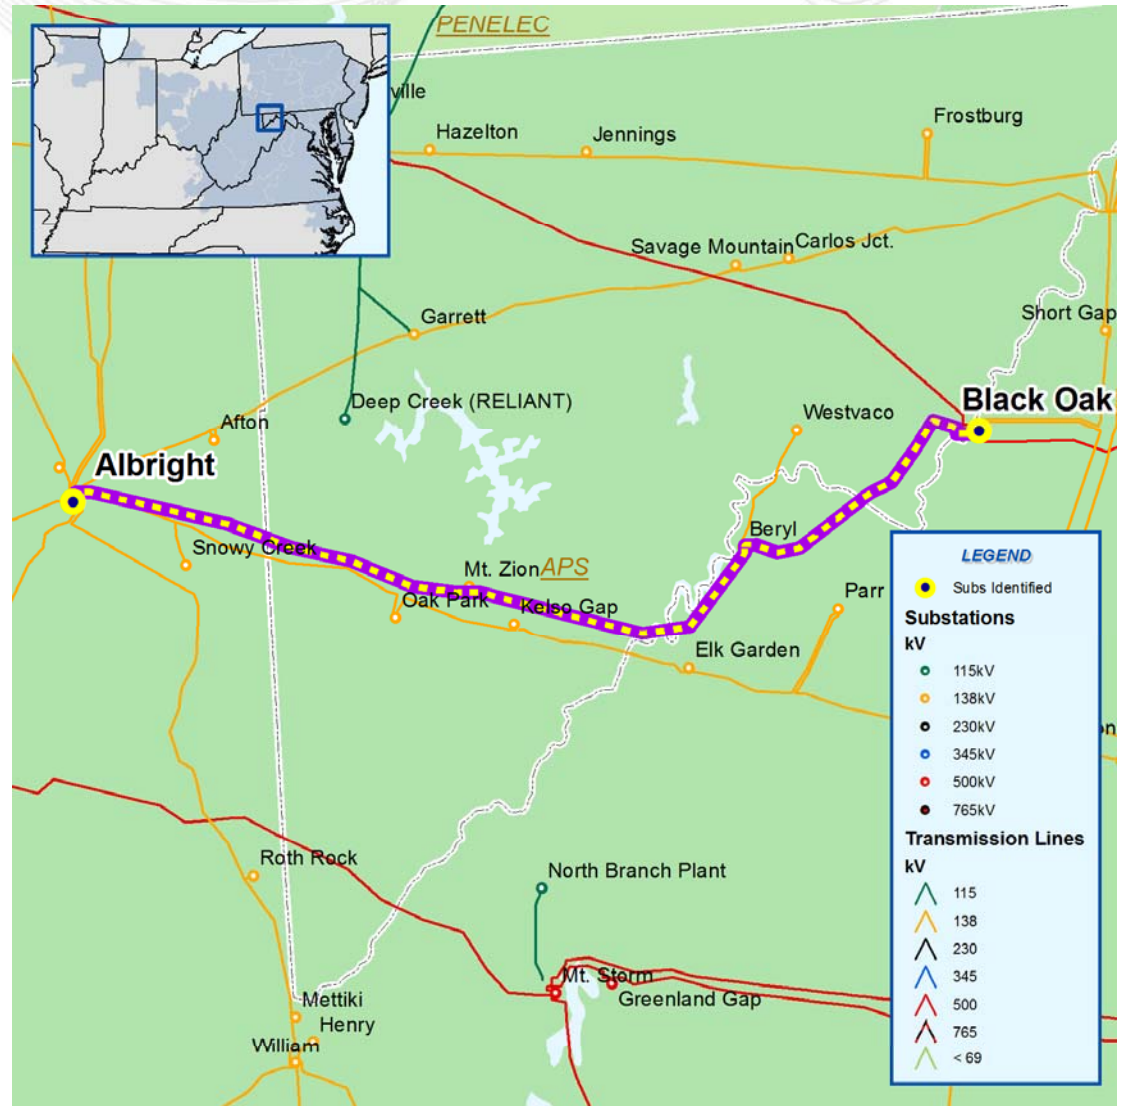 PENELEC
ville
Hazelton
Jennings
Frostburg
Savage Mountain
Carlos Jct.
Short Gap
Garrett
Deep Creek (RELIANT)
Westvaco
Black Oak
Afton
Albright
Snowy Creek
Beryl
Mt. Zion
APS
Oak Park
Kelso Gap
Parr
Elk Garden
on
Roth Rock
North Branch Plant
Mt. Storm
Greenland Gap
Mettiki
Henry
William
LEGEND
Subs Identified
Substations
kV
115kV
138kV
230kV
345kV
500kV
765kV
Transmission Lines
kV
115
138
230
345
500
765
< 69